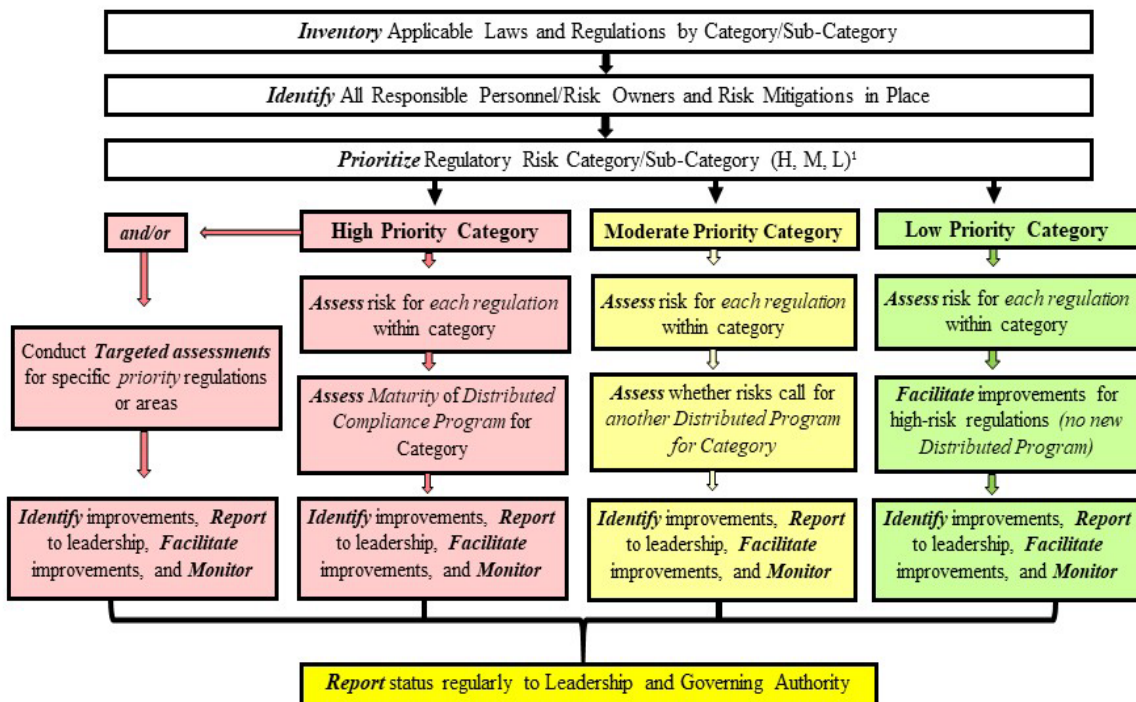 Inventory Applicable Laws and Regulations by Category/Sub-Category
Identify All Responsible Personnel/Risk Owners and Risk Mitigations in Place
Prioritize Regulatory Risk Category/Sub-Category (H, M, L)¹
and/or
High Priority Category
Moderate Priority Category
Low Priority Category
Conduct Targeted assessments
for specific priority regulations
or areas
Assess risk for each regulation
within category
Assess risk for each regulation
within category
Assess risk for each regulation
within category
Assess Maturity of Distributed
Compliance Program for
Category
Assess whether risks call for
another Distributed Program
for Category
Facilitate improvements for
high-risk regulations (no new
Distributed Program)
Identify improvements, Report
to leadership, Facilitate
improvements, and Monitor
Identify improvements, Report
to leadership, Facilitate
improvements, and Monitor
Identify improvements, Report
to leadership, Facilitate
improvements, and Monitor
Identify improvements, Report
to leadership, Facilitate
improvements, and Monitor
Report status regularly to Leadership and Governing Authority